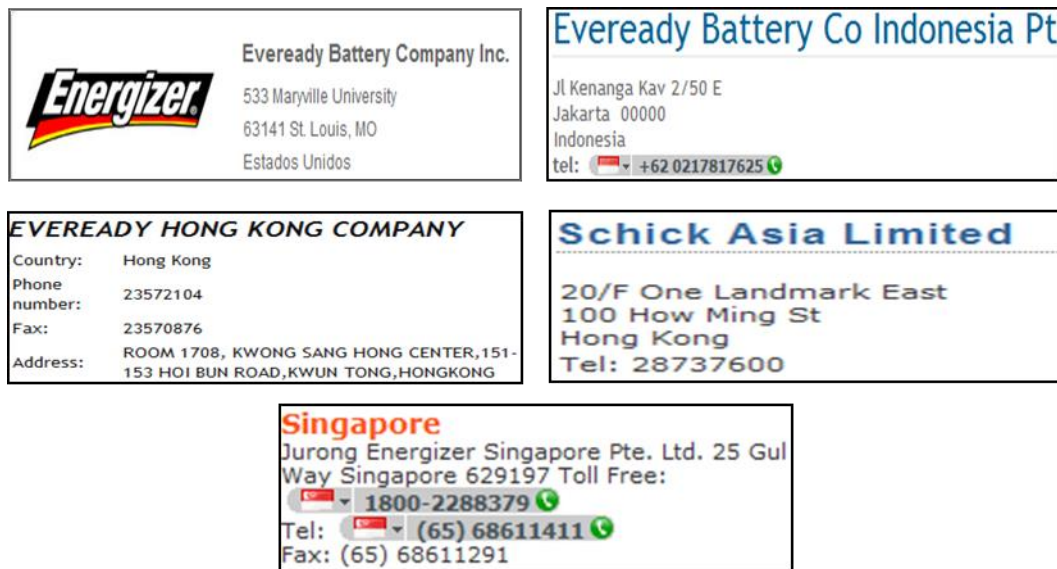 Energizer.
Eveready Battery Company Inc.
533 Maryville University
63141 St. Louis, MO
Estados Unidos
Eveready Battery Co Indonesia Pt
Jl Kenanga Kav 2/50 E
Jakarta 00000
Indonesia
tel: +62 0217817625
EVEREADY HONG KONG COMPANY
Country: Hong Kong
Phone
number: 23572104
Fax: 23570876
Address: ROOM 1708, KWONG SANG HONG CENTER,151-
153 HOI BUN ROAD,KWUN TONG,HONGKONG
Schick Asia Limited
20/F One Landmark East
100 How Ming St
Hong Kong
Tel: 28737600
Singapore
Jurong Energizer Singapore Pte. Ltd. 25 Gul
Way Singapore 629197 Toll Free:
1800-2288379
Tel: (65) 68611411
Fax: (65) 68611291